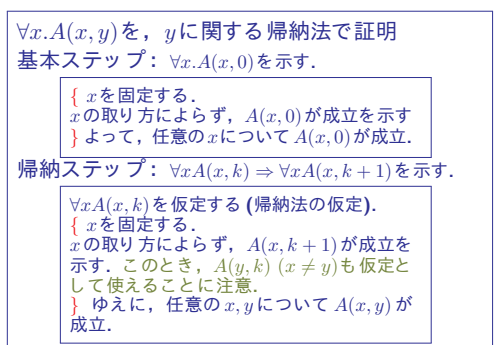 ∀x.A(x, y)を，yに関する帰納法で証明
基本ステップ: ∀x.A(x, 0)を示す．
{ xを固定する．
xの取り方によらず，A(x, 0)が成立を示す
} よって，任意のxについてA(x, 0)が成立．
帰納ステップ: ∀xA(x, k) ⇒ ∀xA(x, k + 1)を示す．
∀xA(x, k)を仮定する (帰納法の仮定)．
{ xを固定する．
xの取り方によらず，A(x, k + 1)が成立を
示す．このとき，A(y, k) (x ≠ y)も仮定と
して使えることに注意．
} ゆえに，任意のx, yについてA(x, y)が
成立．